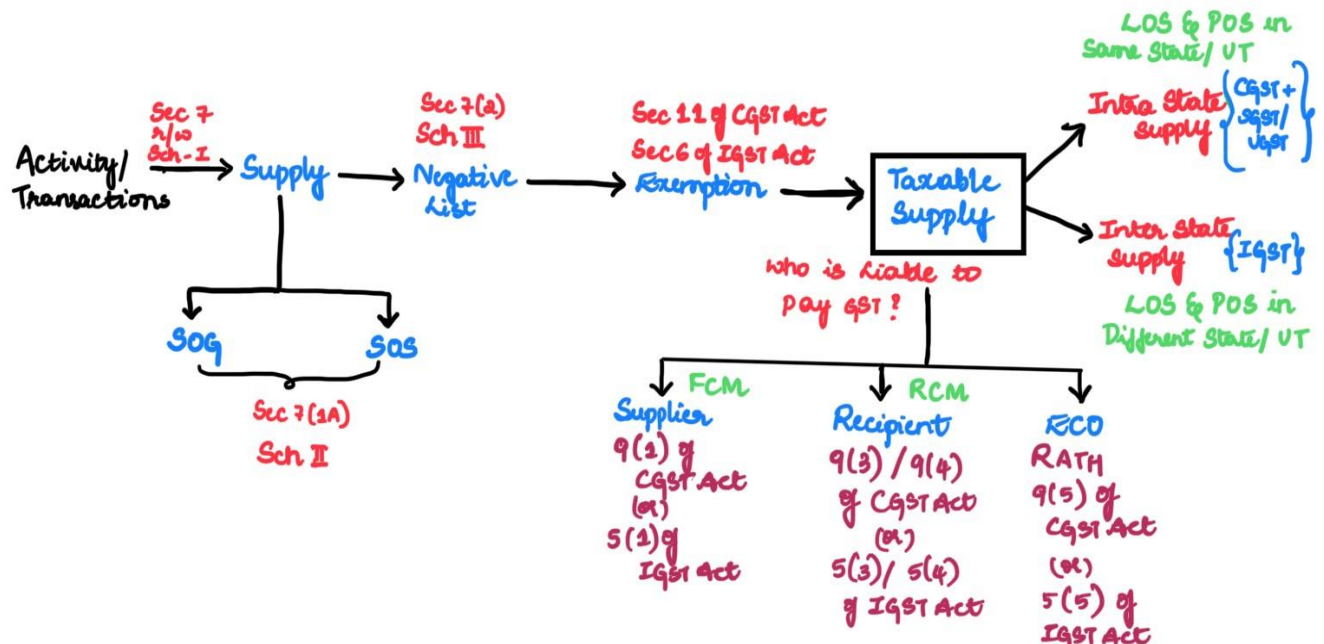 Activity/
Transactions
Sec 7
r/w
Sch-I
Supply
SOG
SOS
Sec 7(1A)
Sch II
Sec 7(2)
Sch III
Negative
List
Sec 11 of CGST Act
Sec 6 of IGST Act
Exemption
Taxable
Supply
LOS & POS in
Same State/ UT
Intra State
Supply
{CGST +
SGST/
UGST}
Inter State
Supply
{IGST}
LOS & POS in
Different State/ UT
Who is Liable to
Pay GST?
FCM
Supplier
9(1) of
CGST Act
(or)
5(1) of
IGST Act
RCM
Recipient
9(3) / 9(4)
of CGST Act
(or)
5(3)/ 5(4)
of IGST Act
ECO
RATH
9(5) of
CGST Act
(or)
5(5) of
IGST Act